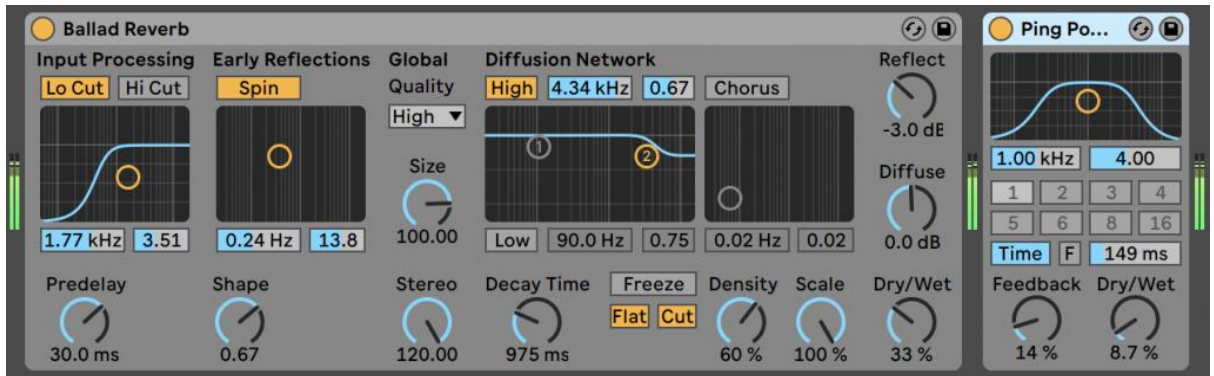 Ballad Reverb
Input Processing
Lo Cut Hi Cut
1.77 kHz 3.51
Predelay
30.0 ms
Early Reflections
Spin
0.24 Hz 13.8
Shape
0.67
Global
Quality
High
Size
100.00
Stereo
120.00
Diffusion Network
High 4.34 kHz 0.67 Chorus
1
2
Low 90.0 Hz 0.75 0.02 Hz 0.02
Decay Time
975 ms
Freeze
Flat Cut
Density
60 %
Scale
100 %
Reflect
-3.0 dB
Diffuse
0.0 dB
Dry/Wet
33 %
Ping Po...
1.00 kHz 4.00
1 2 3 4
5 6 8 16
Time F 149 ms
Feedback Dry/Wet
14 % 8.7 %